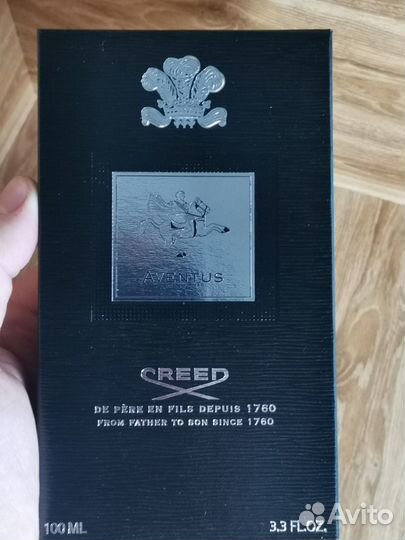 AVENTUS
CREED
DE PÈRE EN FILS DEPUIS 1760
FROM FATHER TO SON SINCE 1760
100 ML 3.3 FL.OZ.
Avito